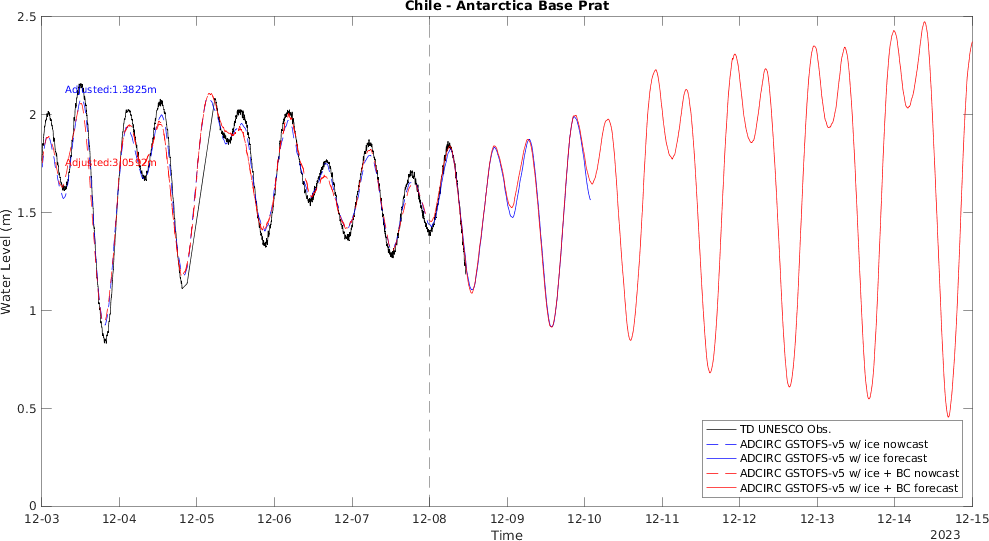 Chile - Antarctica Base Prat
2.5
2
1.5
1
0.5
0
Water Level (m)
Adjusted:1.3825m
Adjusted:3.0592m
TD UNESCO Obs.
ADCIRC GSTOFS-v5 w/ ice nowcast
ADCIRC GSTOFS-v5 w/ ice forecast
ADCIRC GSTOFS-v5 w/ ice + BC nowcast
ADCIRC GSTOFS-v5 w/ ice + BC forecast
12-03 12-04 12-05 12-06 12-07 12-08 12-09 12-10 12-11 12-12 12-13 12-14 12-15
Time
2023